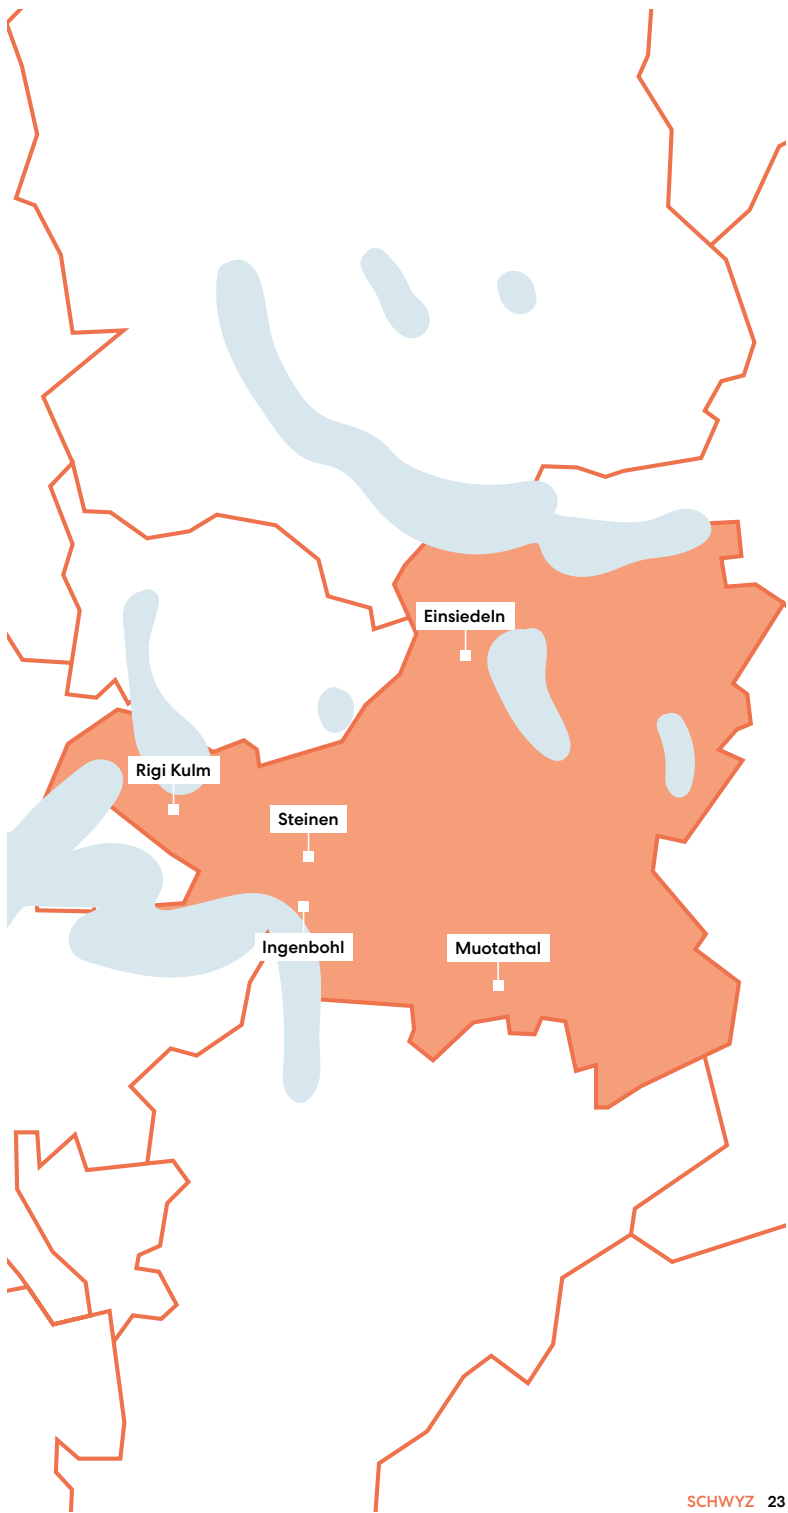 Einsiedeln
Rigi Kulm
Steinen
Ingenbohl
Muotathal
SCHWYZ 23